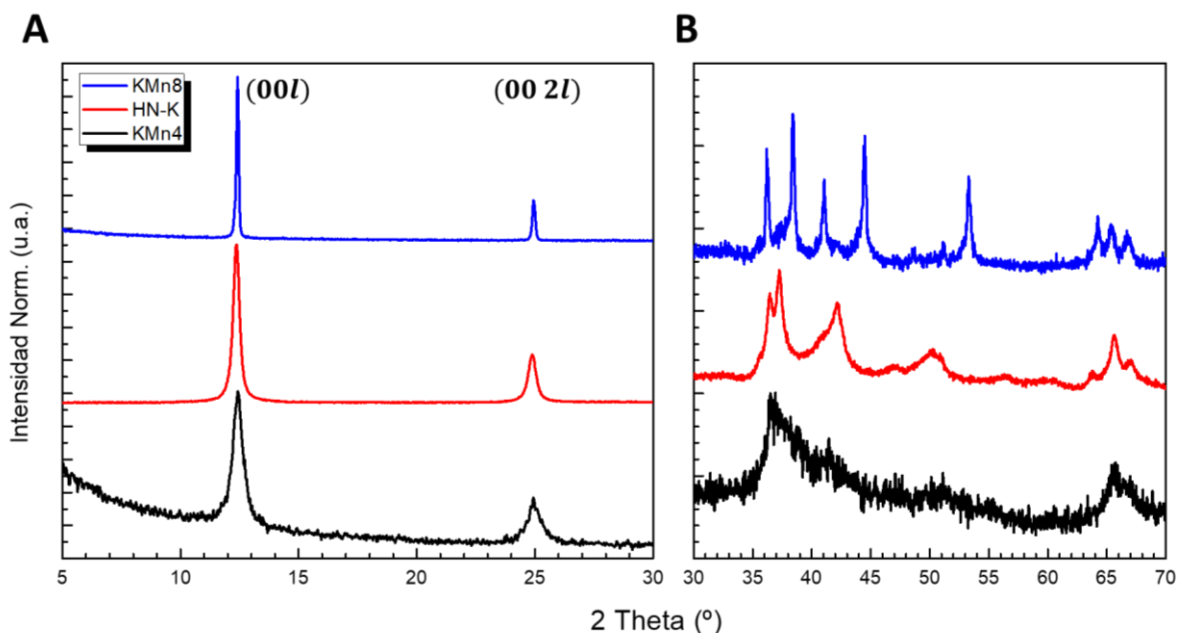 A
B
KMn8
HN-K
KMn4
(00l)
(00 2l)
Intensidad Norm. (u.a.)
5 10 15 20 25 30
30 35 40 45 50 55 60 65 70
2 Theta (º)